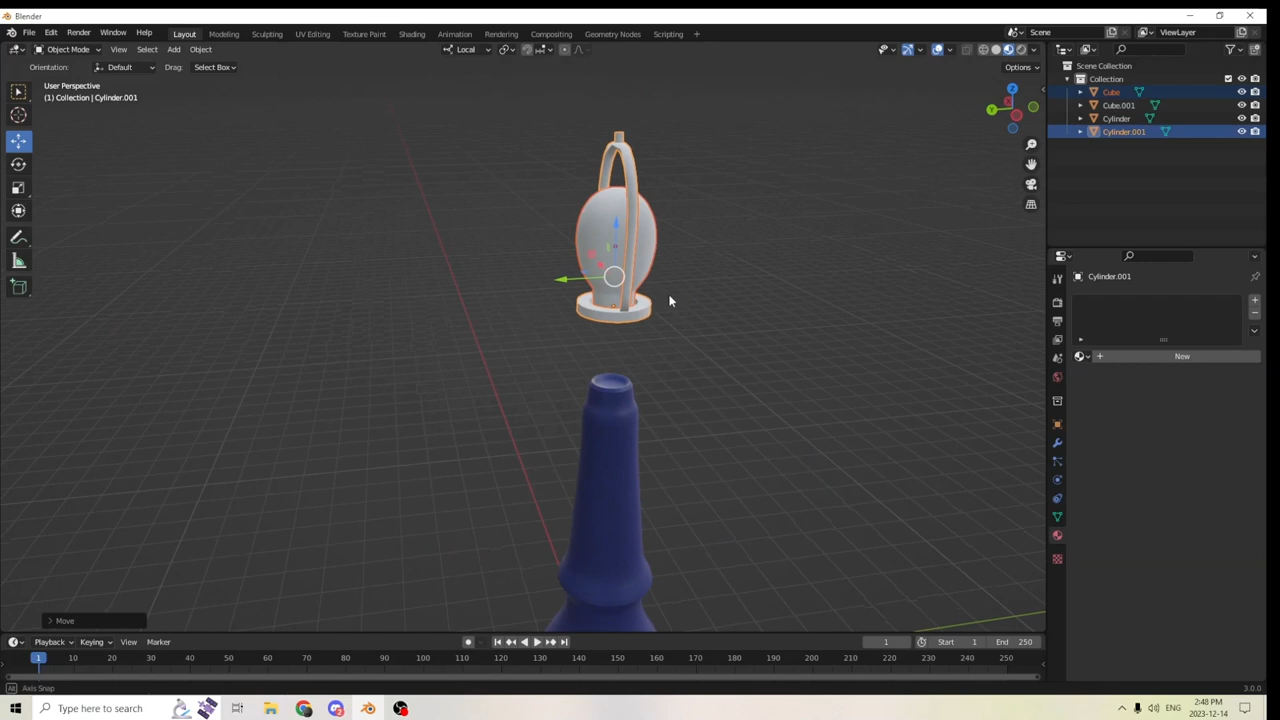 Blender
File Edit Render Window Help Layout Modeling Sculpting UV Editing Texture Paint Shading Animation Rendering Compositing Geometry Nodes Scripting + Scene ViewLayer
Object Mode View Select Add Object Local
Orientation: Default Drag: Select Box Options
User Perspective
(1) Collection | Cylinder.001
Z
Y
X
Scene Collection
Collection
Cube
Cube.001
Cylinder
Cylinder.001
Cylinder.001
New
Move
Playback Keying View Marker 1 Start 1 End 250
1 10 20 30 40 50 60 70 80 90 100 110 120 130 140 150 160 170 180 190 200 210 220 230 240 250
Alt Axis Snap 3.0.0
Type here to search ENG 2:48 PM
2023-12-14